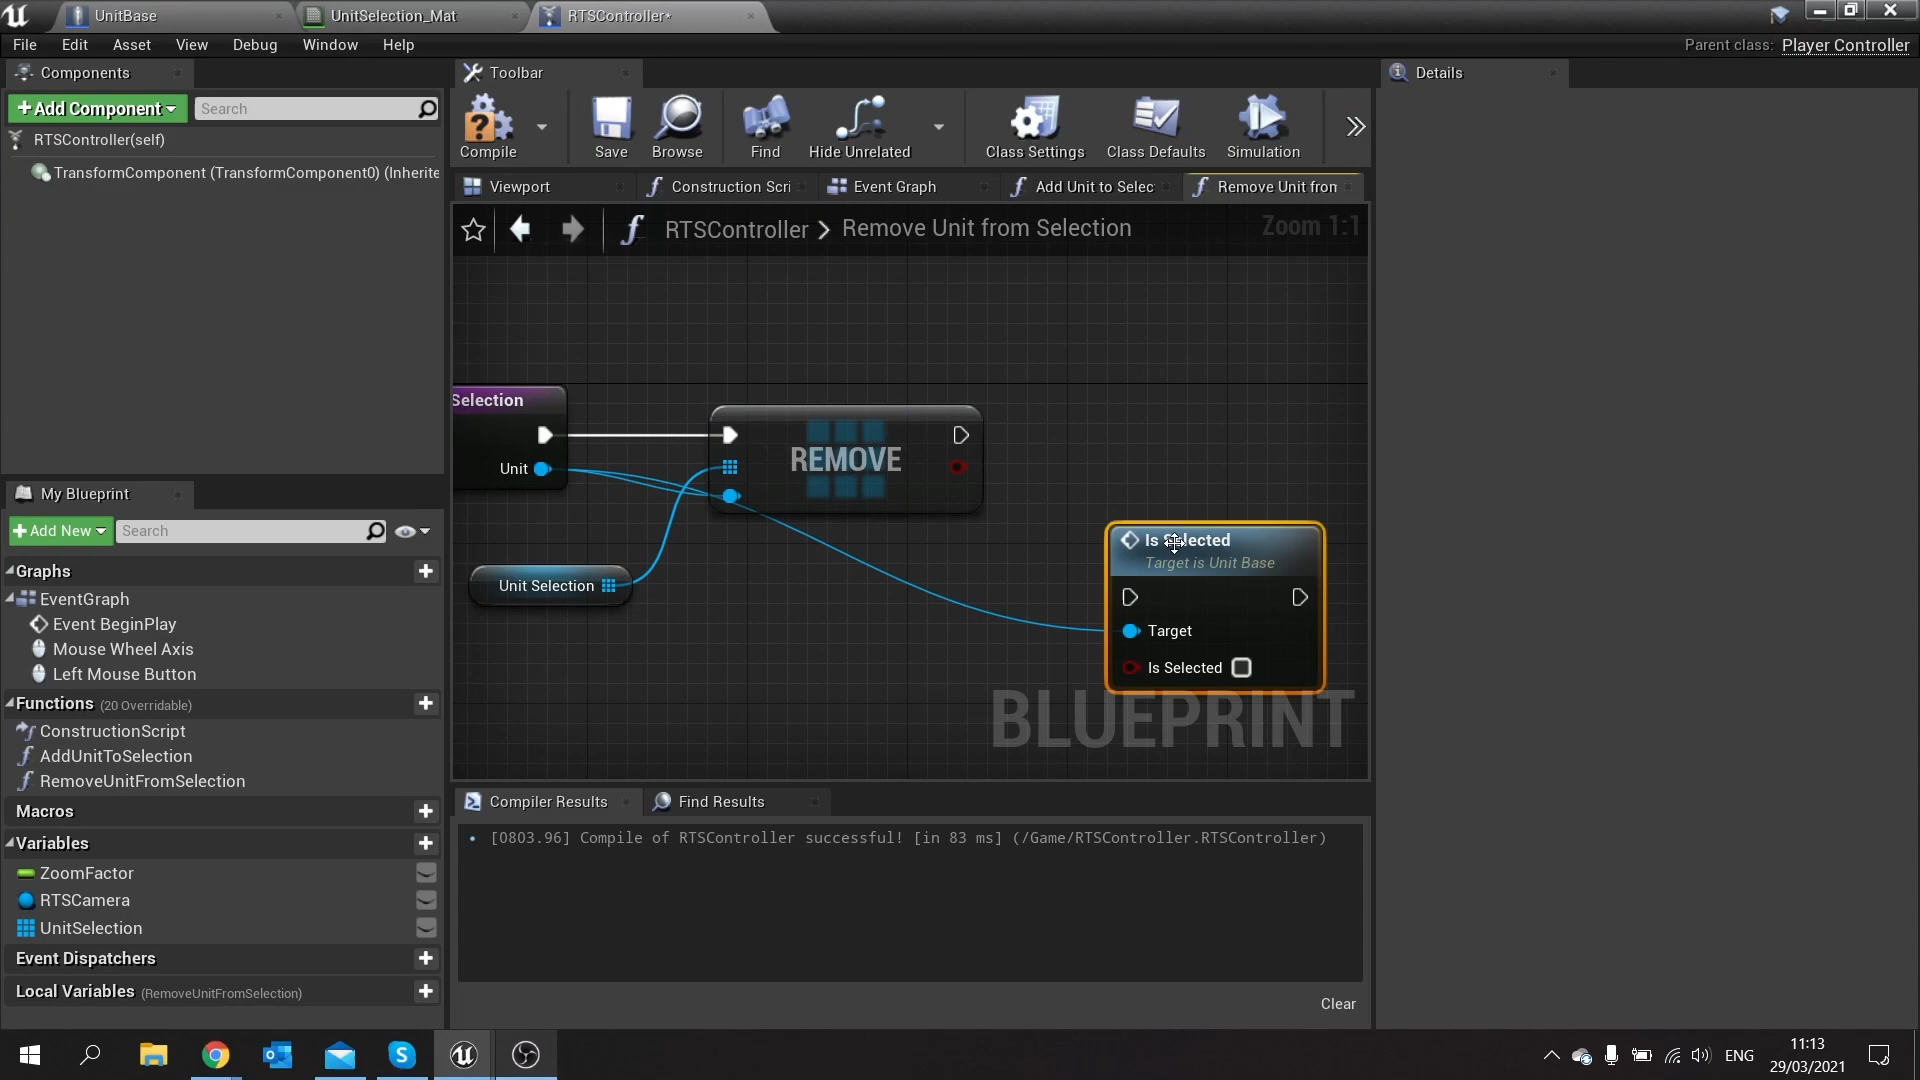 UnitBase
UnitSelection_Mat
RTSController*
File Edit Asset View Debug Window Help
Parent class: Player Controller
Components
Toolbar
Details
+Add Component
Search
Compile
Save
Browse
Find
Hide Unrelated
Class Settings
Class Defaults
Simulation
RTSController(self)
TransformComponent (TransformComponent0) (Inherite
Viewport
Construction Scri
Event Graph
Add Unit to Selec
Remove Unit from
RTSController > Remove Unit from Selection
Zoom 1:1
Selection
Unit
REMOVE
Unit Selection
Is Selected
Target is Unit Base
Target
Is Selected
BLUEPRINT
My Blueprint
+Add New
Search
Graphs
EventGraph
Event BeginPlay
Mouse Wheel Axis
Left Mouse Button
Functions (20 Overridable)
ConstructionScript
AddUnitToSelection
RemoveUnitFromSelection
Macros
Variables
ZoomFactor
RTSCamera
UnitSelection
Event Dispatchers
Local Variables (RemoveUnitFromSelection)
Compiler Results
Find Results
[0803.96] Compile of RTSController successful! [in 83 ms] (/Game/RTSController.RTSController)
Clear
ENG
11:13
29/03/2021